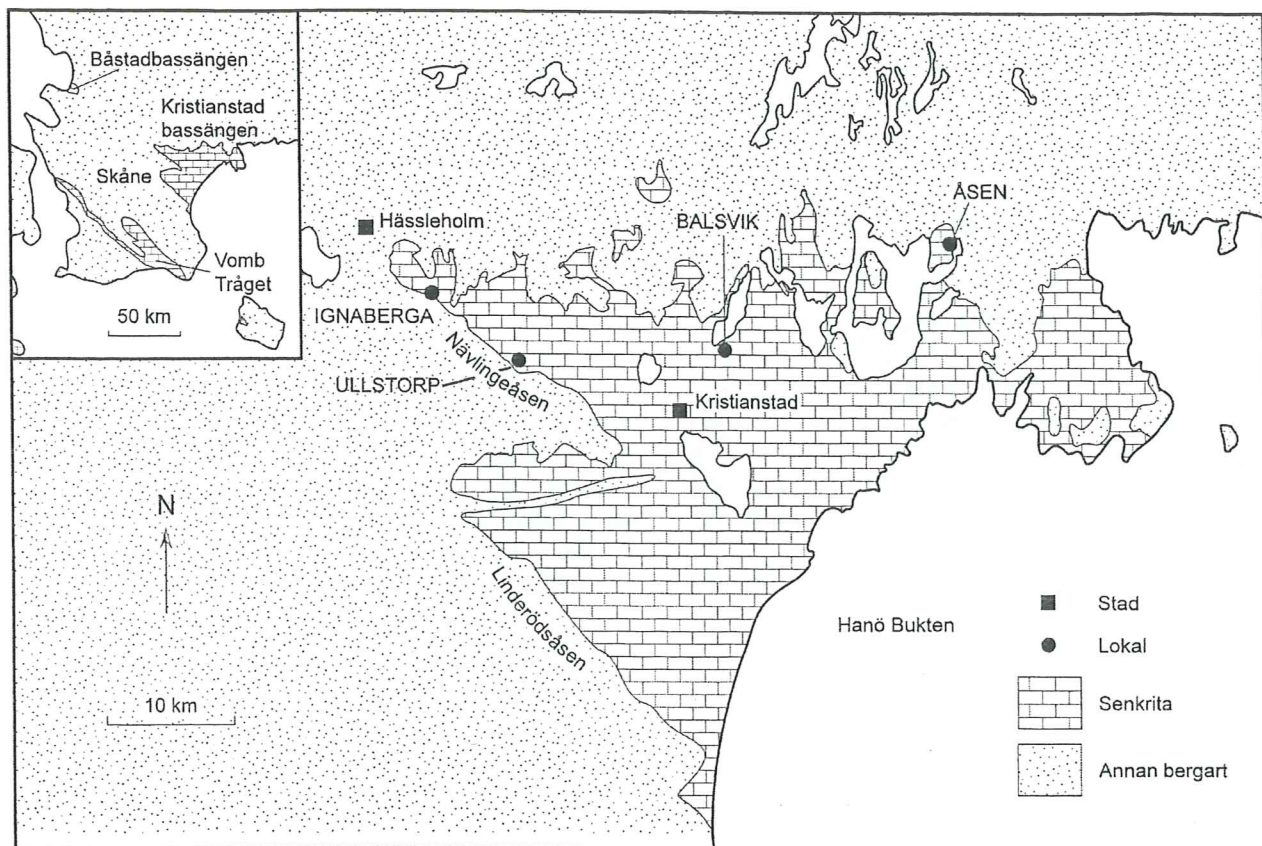 Båstadbassängen
Kristianstad
bassängen
Skåne
Vomb
Tråget
50 km
Hässleholm
BALSVIK
ÅSEN
IGNABERGA
Nävlingeåsen
ULLSTORP
Kristianstad
N
Linderödsåsen
10 km
Hanö Bukten
Stad
Lokal
Senkrita
Annan bergart